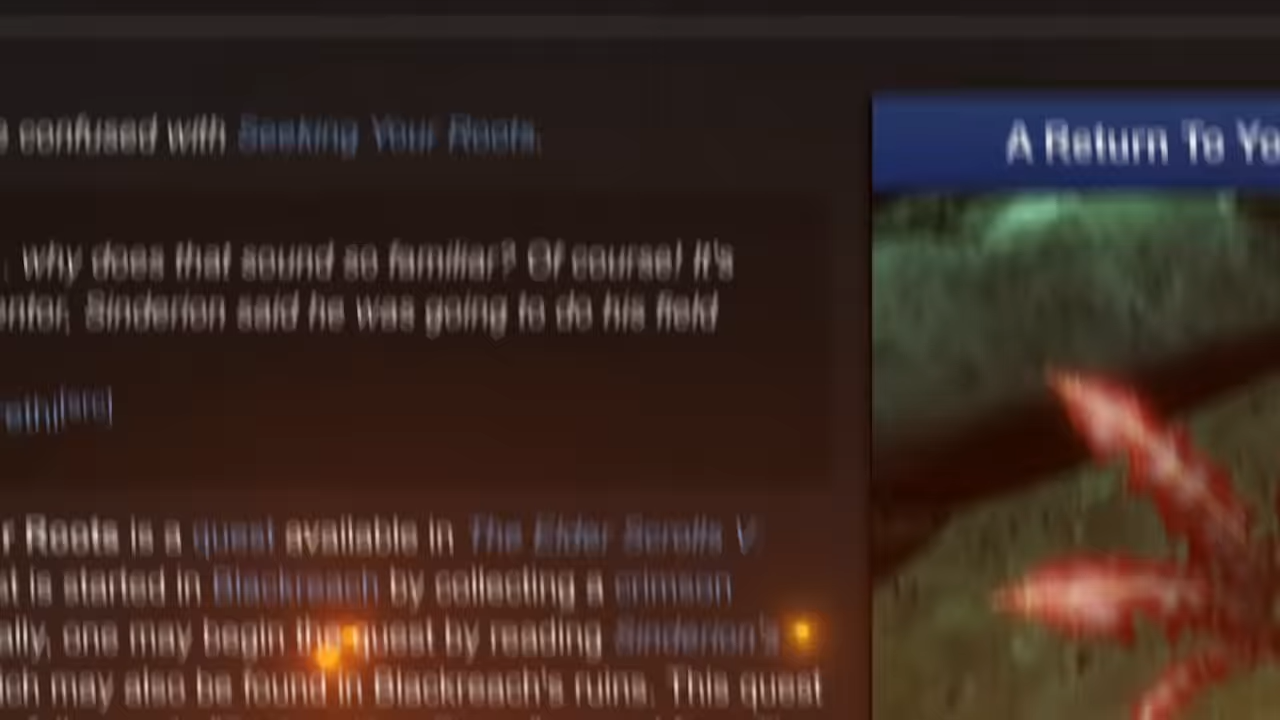 confused with Seeking Your Roots.
A Return To Yo
why does that sound so familiar? Of course! It's
Sinderion said he was going to do his field
r Roots is a quest available in The Elder Scrolls V
t is started in Blackreach by collecting a crimson
ally, one may begin the quest by reading Sinderion's
ch may also be found in Blackreach's ruins. This quest